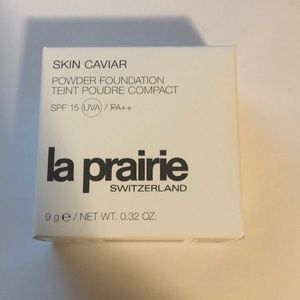 SKIN CAVIAR
POWDER FOUNDATION
TEINT POUDRE COMPACT
SPF 15 UVA / PA++
la prairie
SWITZERLAND
9 g ℮ / NET WT. 0.32 OZ.